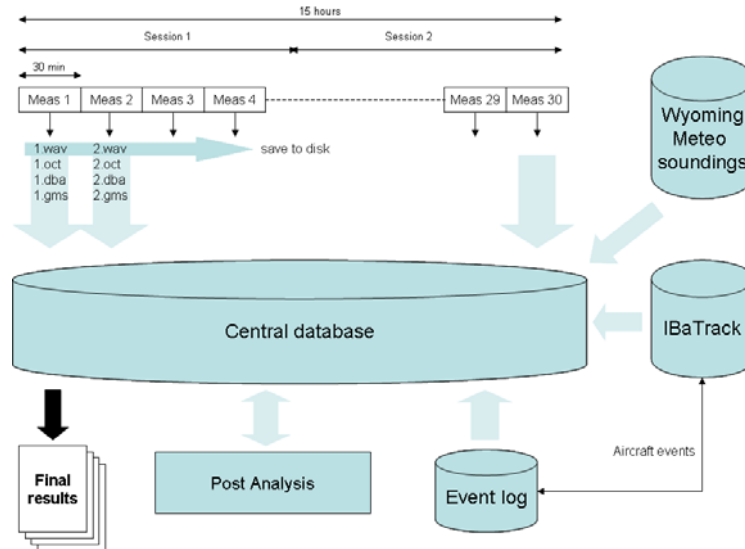 15 hours
Session 1
Session 2
30 min
Meas 1
Meas 2
Meas 3
Meas 4
Meas 29
Meas 30
1.wav
1.oct
1.dba
1.gms
2.wav
2.oct
2.dba
2.gms
save to disk
Wyoming
Meteo
soundings
Central database
IBaTrack
Final
results
Post Analysis
Event log
Aircraft events